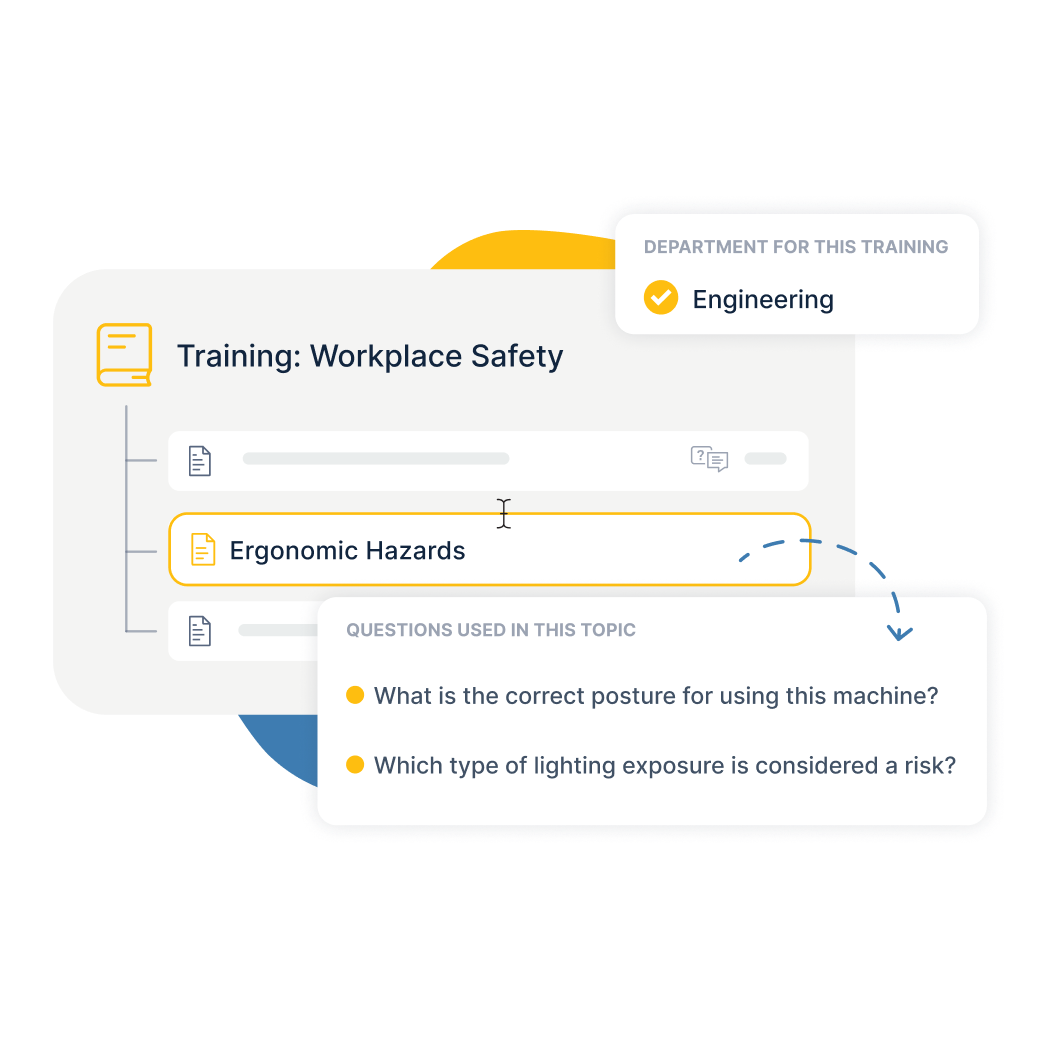 DEPARTMENT FOR THIS TRAINING
Engineering
Training: Workplace Safety
?
Ergonomic Hazards
QUESTIONS USED IN THIS TOPIC
What is the correct posture for using this machine?
Which type of lighting exposure is considered a risk?